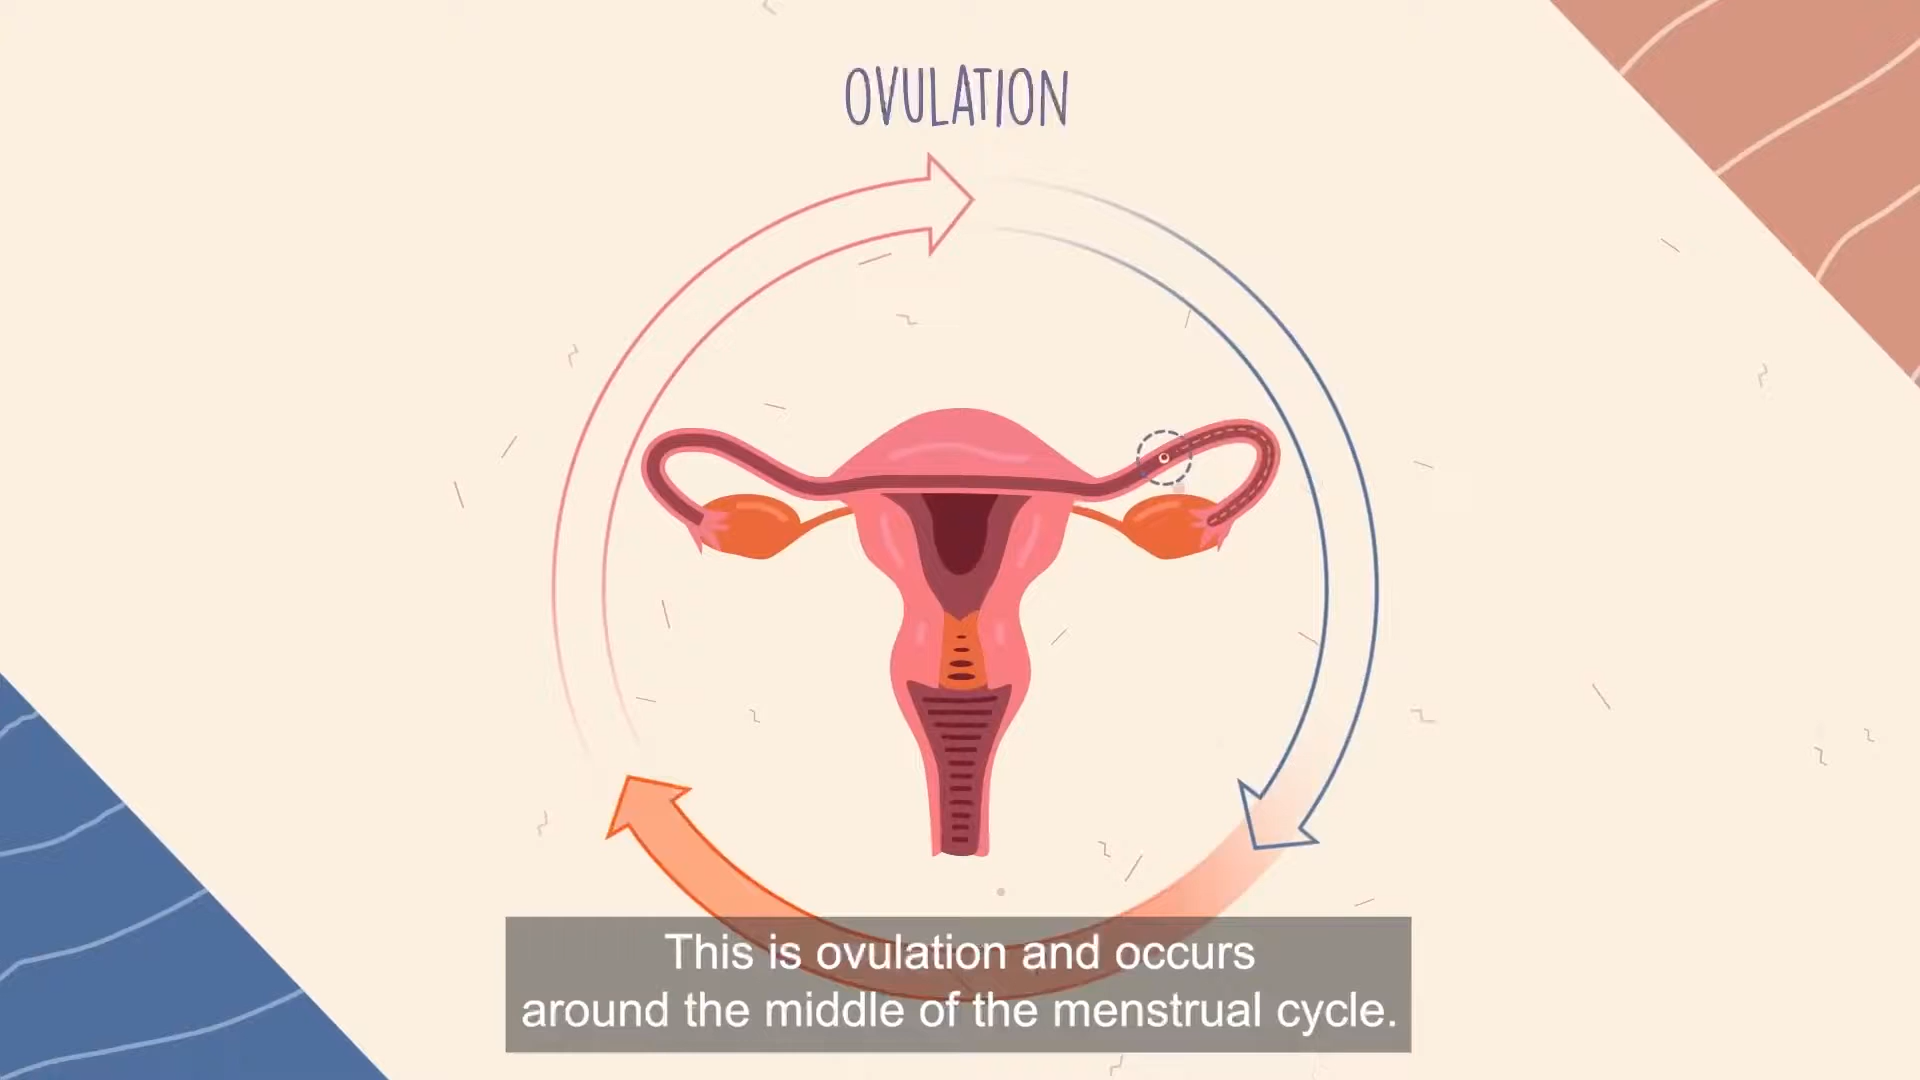 OVULATION
This is ovulation and occurs
around the middle of the menstrual cycle.